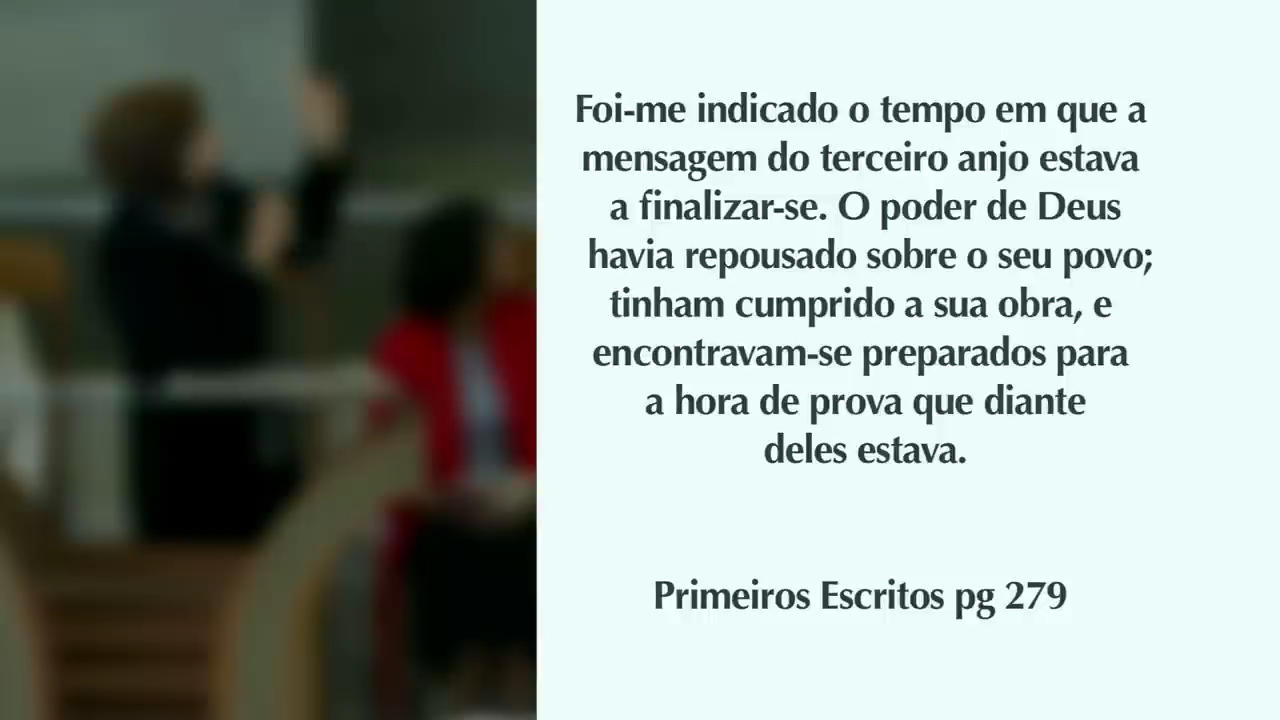 Foi-me indicado o tempo em que a
mensagem do terceiro anjo estava
a finalizar-se. O poder de Deus
havia repousado sobre o seu povo;
tinham cumprido a sua obra, e
encontravam-se preparados para
a hora de prova que diante
deles estava.
Primeiros Escritos pg 279